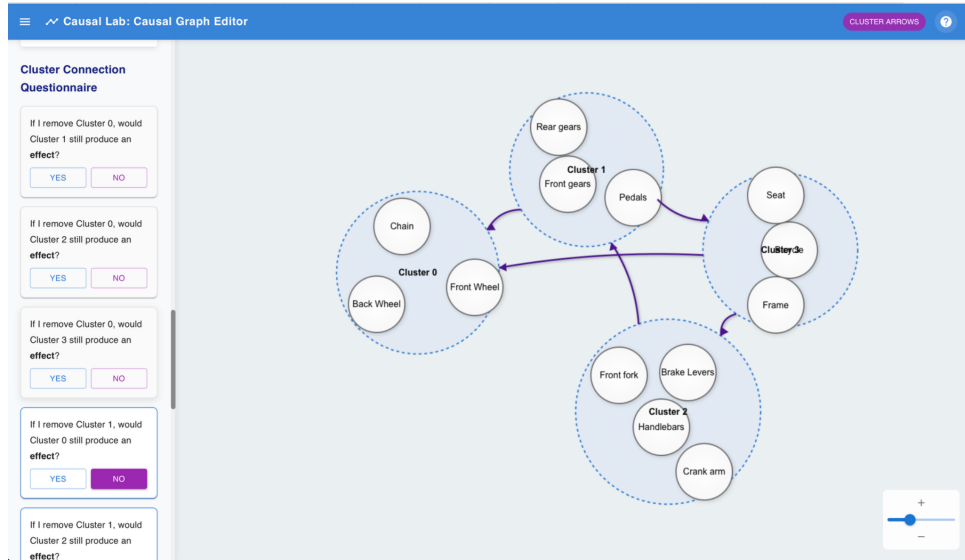 Causal Lab: Causal Graph Editor
CLUSTER ARROWS
?
Cluster Connection
Questionnaire
If I remove Cluster 0, would
Cluster 1 still produce an
effect?
YES NO
If I remove Cluster 0, would
Cluster 2 still produce an
effect?
YES NO
If I remove Cluster 0, would
Cluster 3 still produce an
effect?
YES NO
If I remove Cluster 1, would
Cluster 0 still produce an
effect?
YES NO
If I remove Cluster 1, would
Cluster 2 still produce an
effect?
Rear gears
Cluster 1
Front gears
Pedals
Chain
Cluster 0
Front Wheel
Back Wheel
Seat
Cluster 3
Frame
Front fork
Brake Levers
Cluster 2
Handlebars
Crank arm
+
−